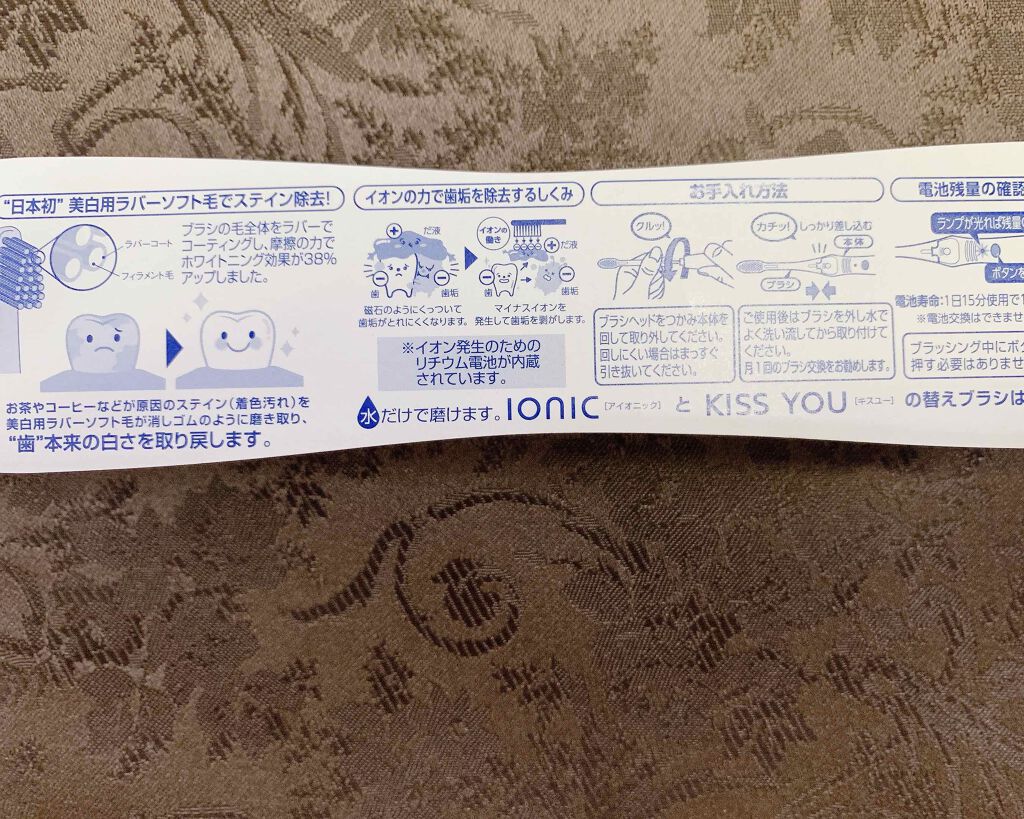 “日本初” 美白用ラバーソフト毛でステイン除去!
ラバーコート
フィラメント毛
ブラシの毛全体をラバーで
コーティングし、摩擦の力で
ホワイトニング効果が38%
アップしました。
お茶やコーヒーなどが原因のステイン(着色汚れ)を
美白用ラバーソフト毛が消しゴムのように磨き取り、
“歯”本来の白さを取り戻します。
イオンの力で歯垢を除去するしくみ
だ液
歯
歯垢
磁石のようにくっついて
歯垢がとれにくくなります。
イオンの
働き
だ液
歯
歯垢
マイナスイオンを
発生して歯垢を剥がします。
※イオン発生のための
リチウム電池が内蔵
されています。
水だけで磨けます。IONIC [アイオニック] と KISS YOU [キスユー] の替えブラシは
お手入れ方法
クルッ!
ブラシヘッドをつかみ本体を
回して取り外してください。
回しにくい場合はまっすぐ
引き抜いてください。
カチッ!
しっかり差し込む
本体
ブラシ
ご使用後はブラシを外し水で
よく洗い流してから取り付けて
ください。
月1回のブラシ交換をお勧めします。
電池残量の確認
ランプが光れば残量の
ボタンを
電池寿命:1日15分使用で1
※電池交換はできませ
ブラッシング中にボタ
押す必要はありませ